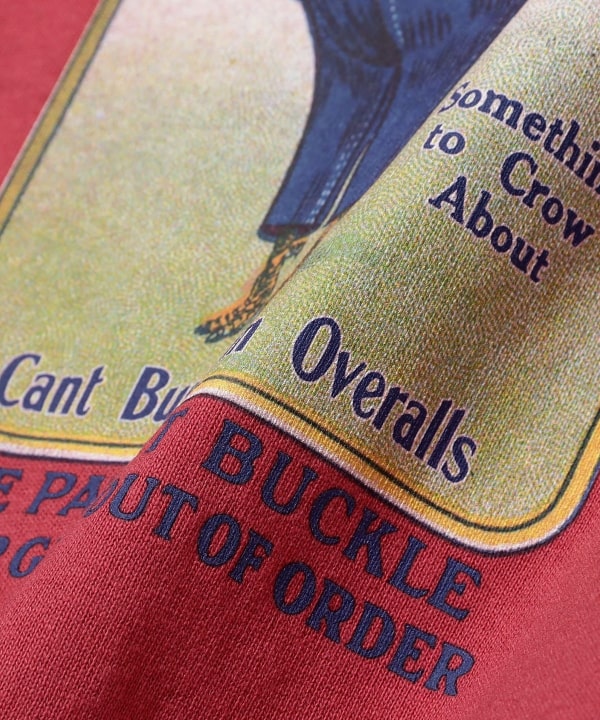 Something
to Crow
About
Cant Bu
Overalls
BUCKLE
OUT OF ORDER